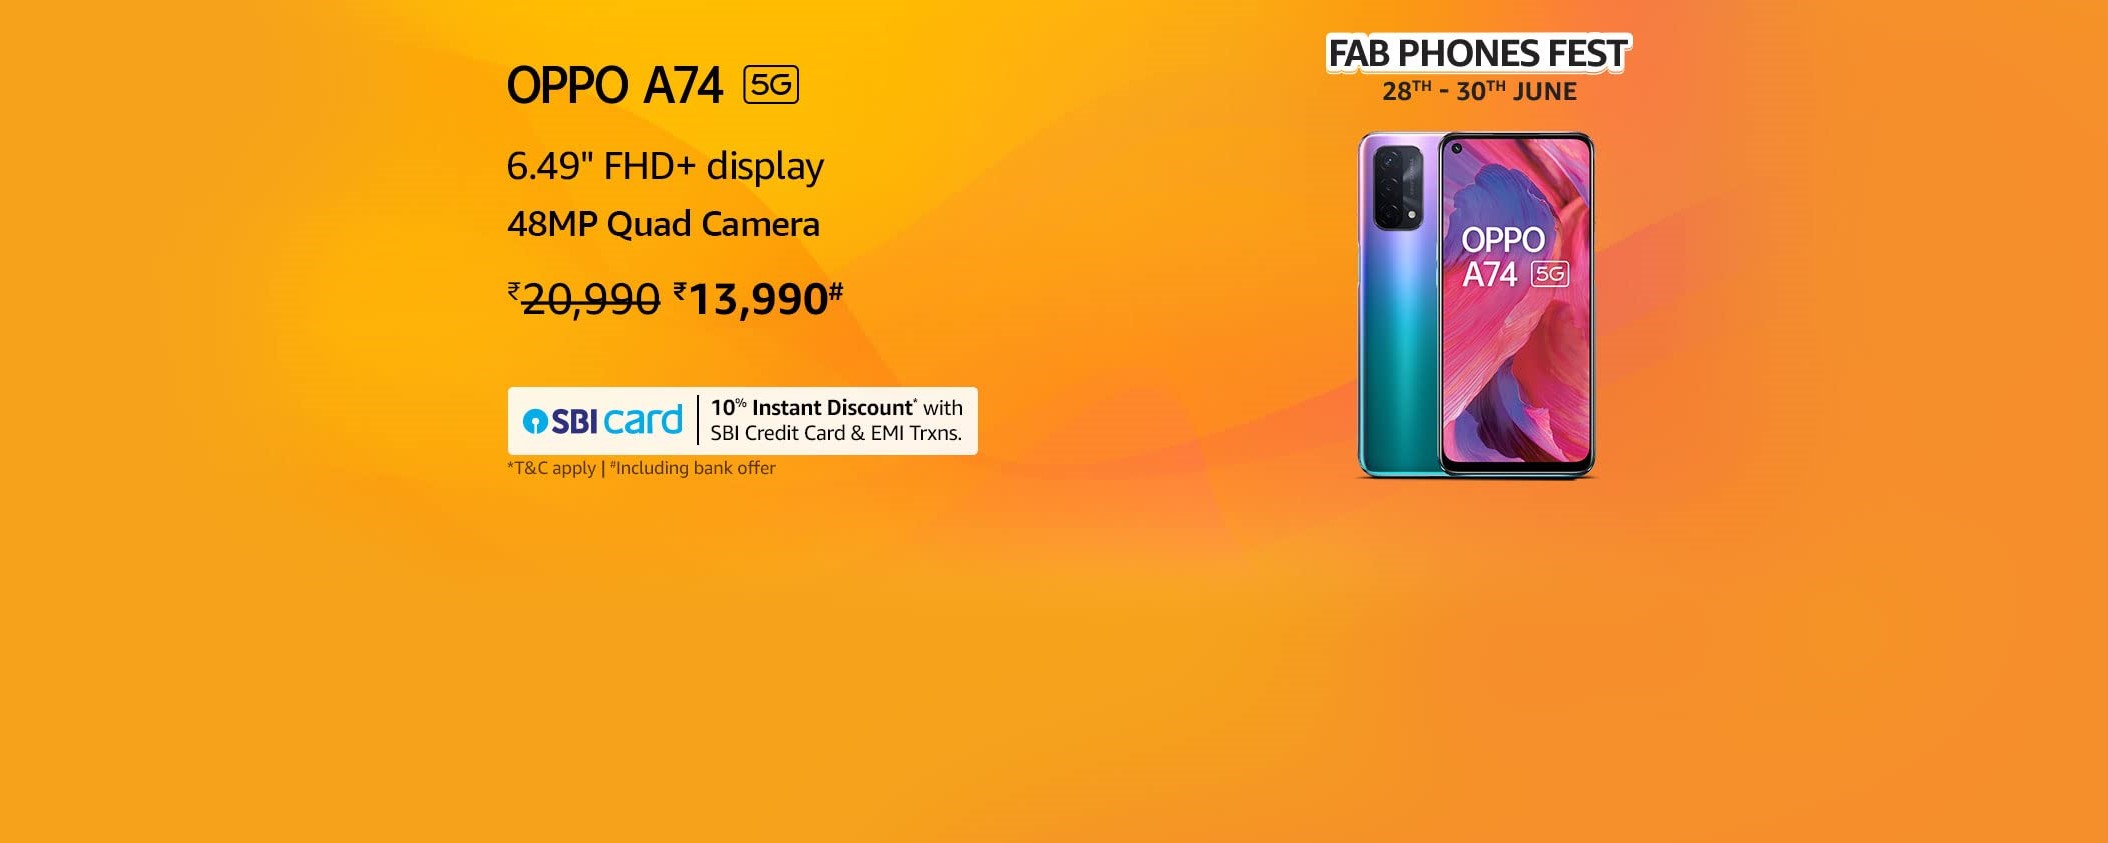 OPPO A74 5G
6.49" FHD+ display
48MP Quad Camera
₹20,990 ₹13,990#
SBI card
10% Instant Discount* with
SBI Credit Card & EMI Trxns.
*T&C apply | #Including bank offer
FAB PHONES FEST
28TH - 30TH JUNE
OPPO
A74 5G